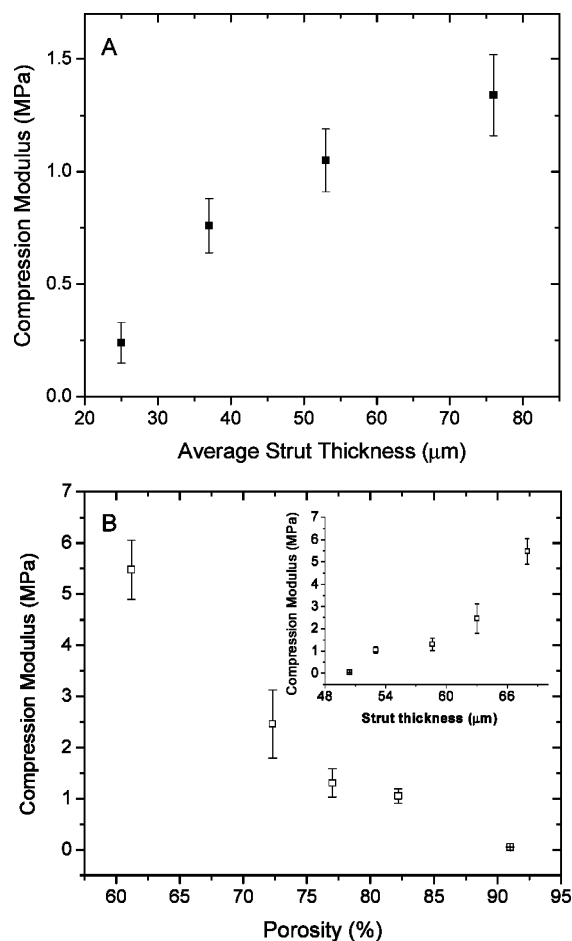 A
1.5
1.0
0.5
0.0
Compression Modulus (MPa)
20 30 40 50 60 70 80
Average Strut Thickness (μm)
B
7
6
5
4
3
2
1
0
Compression Modulus (MPa)
7
6
5
4
3
2
1
0
Compression Modulus (MPa)
48 54 60 66
Strut thickness (μm)
60 65 70 75 80 85 90 95
Porosity (%)